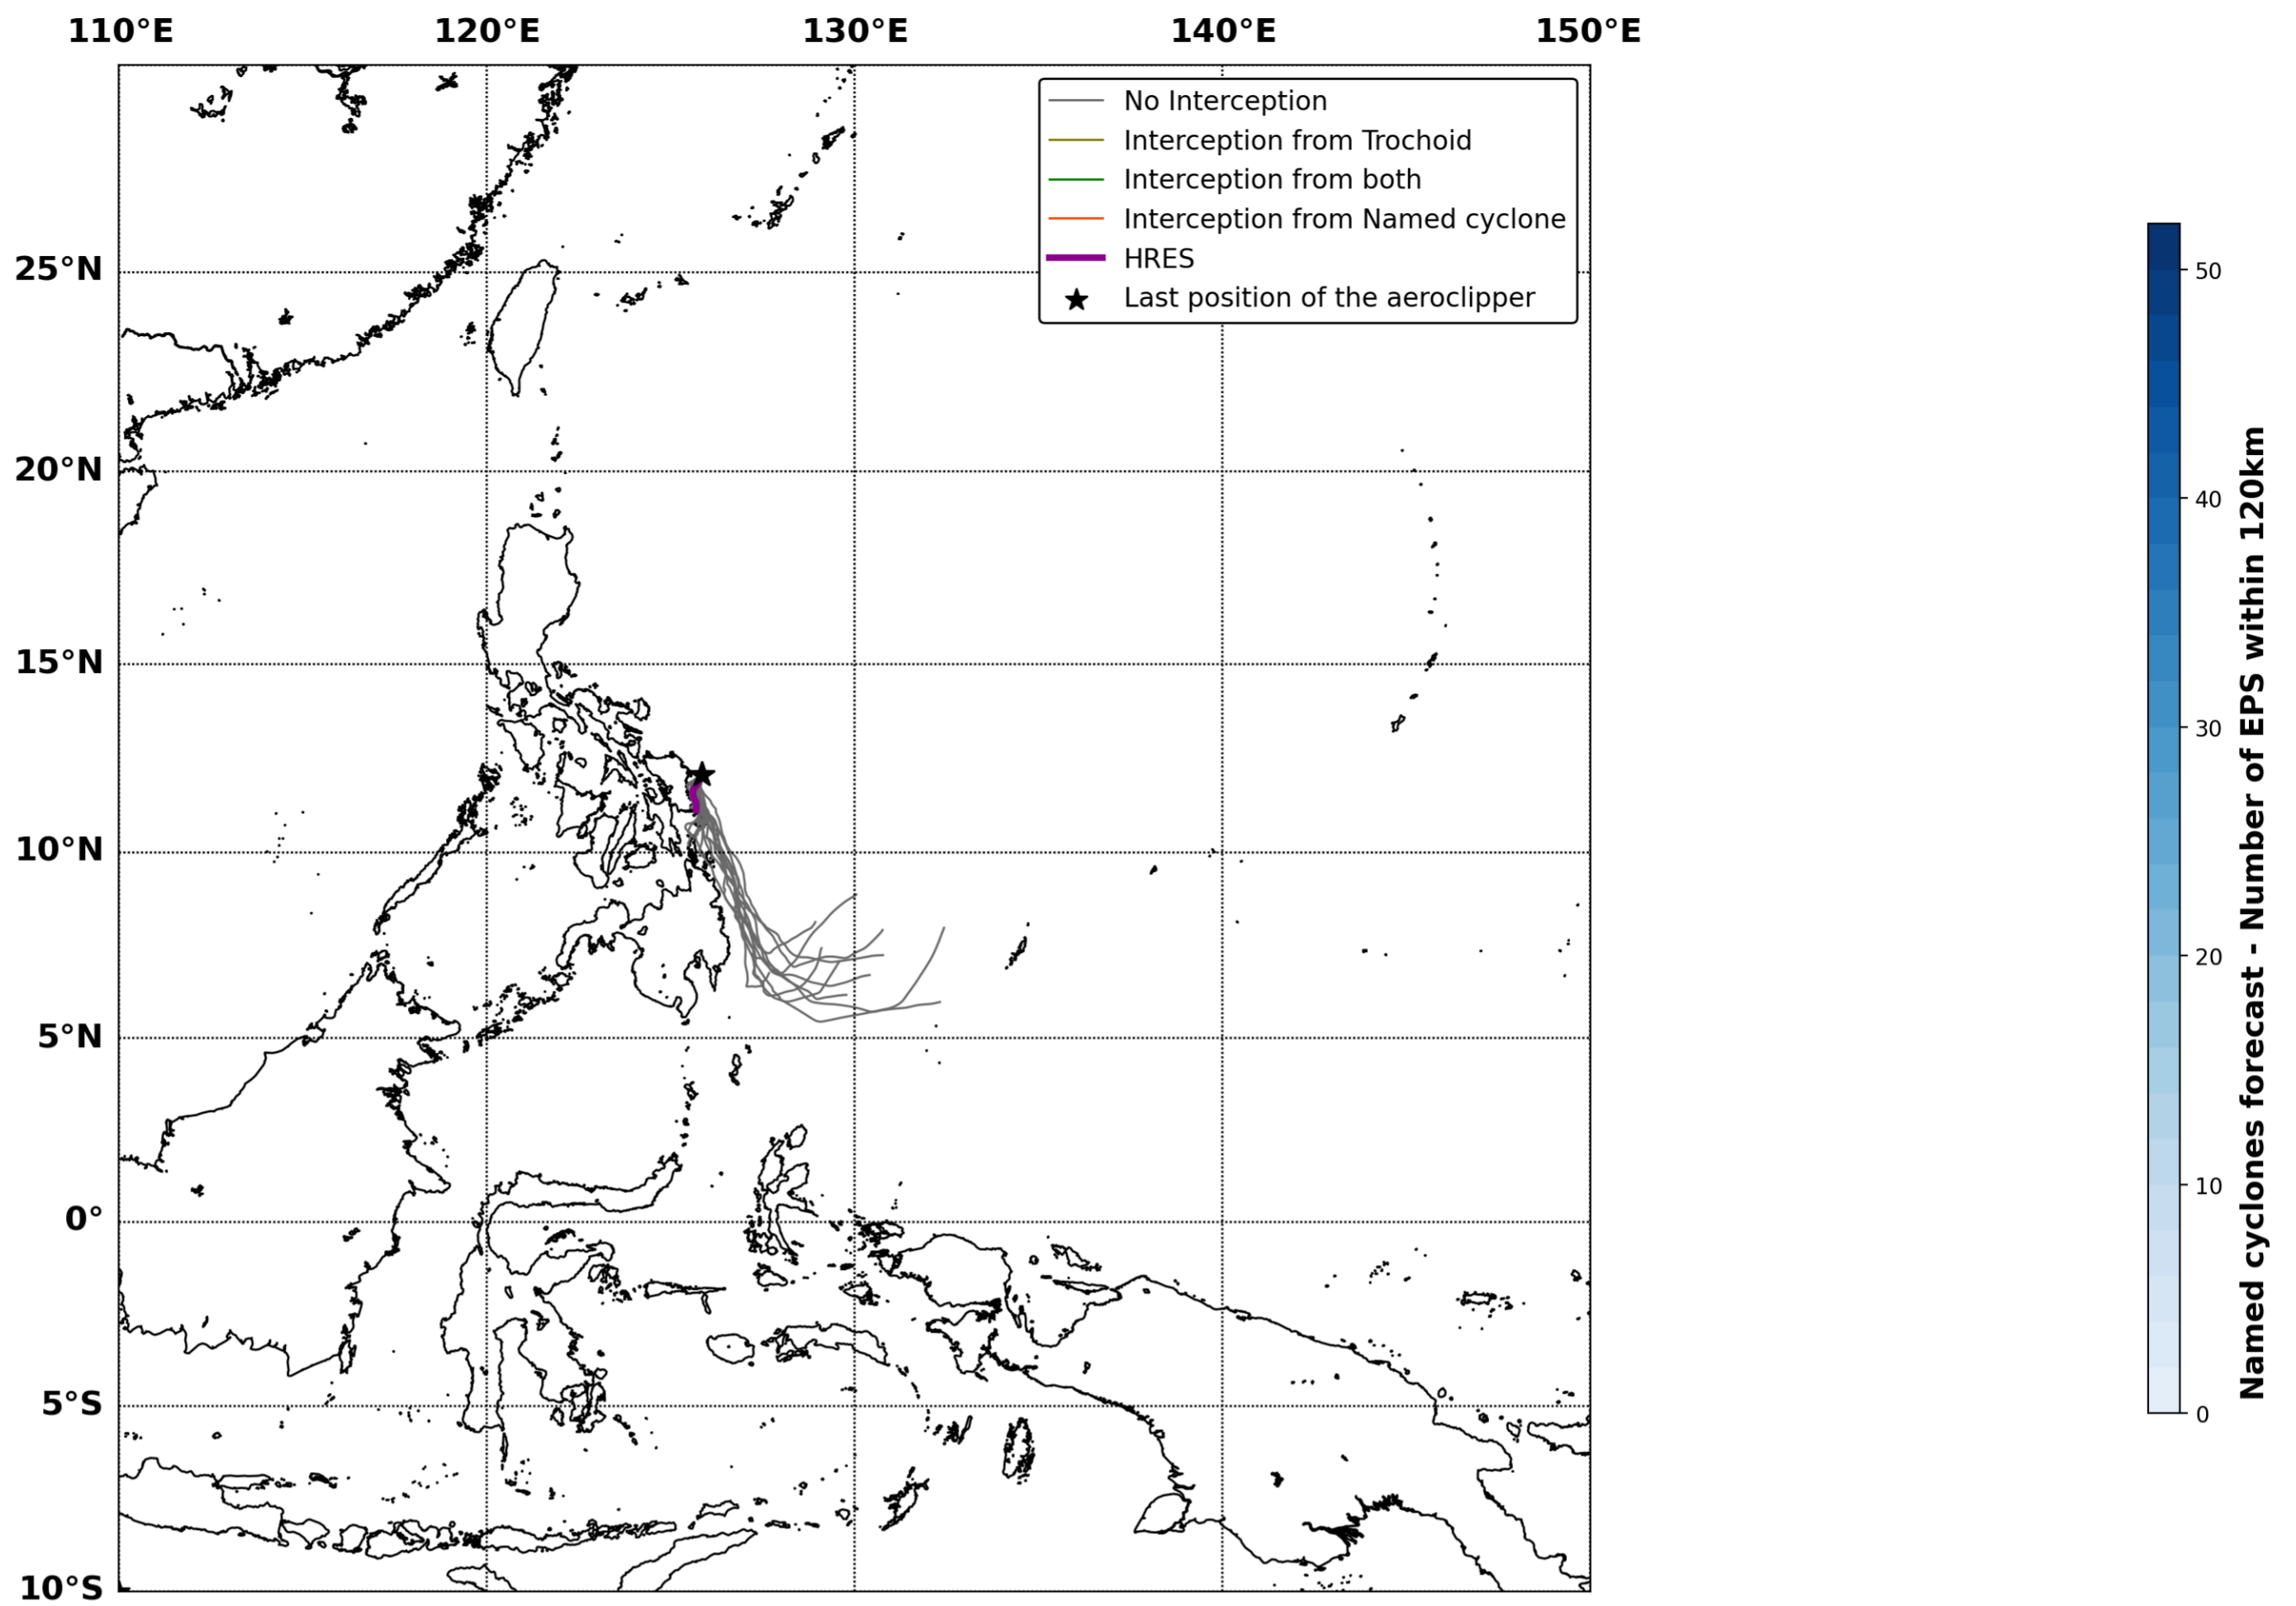 110°E 120°E 130°E 140°E 150°E
No Interception
Interception from Trochoid
Interception from both
Interception from Named cyclone
HRES
Last position of the aeroclipper
25°N
20°N
15°N
10°N
5°N
0°
5°S
10°S
50
40
30
20
10
0
Named cyclones forecast - Number of EPS within 120km